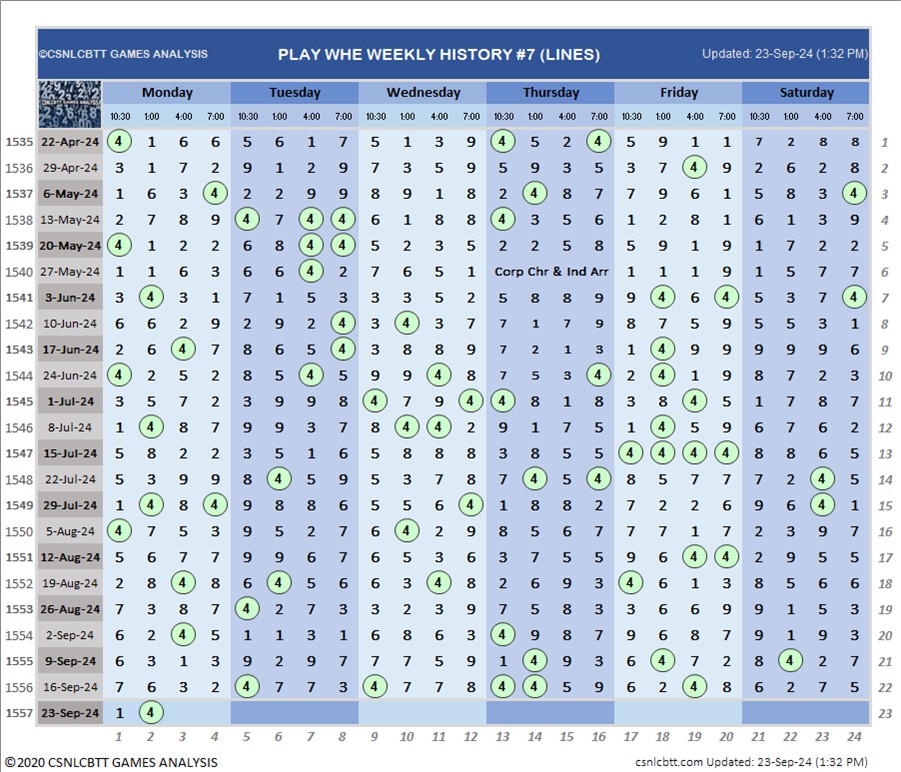 ©CSNLCBTT GAMES ANALYSIS PLAY WHE WEEKLY HISTORY #7 (LINES) Updated: 23-Sep-24 (1:32 PM)
Monday Tuesday Wednesday Thursday Friday Saturday
CSNLCBTT GAMES ANALYSIS
10:30 1:00 4:00 7:00 10:30 1:00 4:00 7:00 10:30 1:00 4:00 7:00 10:30 1:00 4:00 7:00 10:30 1:00 4:00 7:00 10:30 1:00 4:00 7:00
1535 22-Apr-24 4 1 6 6 5 6 1 7 5 1 3 9 4 5 2 4 5 9 1 1 7 2 8 8 1
1536 29-Apr-24 3 1 7 2 9 1 2 9 7 3 5 9 5 9 3 5 3 7 4 9 2 6 2 8 2
1537 6-May-24 1 6 3 4 2 2 9 9 8 9 1 8 2 4 8 7 7 9 6 1 5 8 3 4 3
1538 13-May-24 2 7 8 9 4 7 4 4 6 1 8 8 4 3 5 6 1 2 8 1 6 1 3 9 4
1539 20-May-24 4 1 2 2 6 8 4 4 5 2 3 5 2 2 5 8 5 9 1 9 1 7 2 2 5
1540 27-May-24 1 1 6 3 6 6 4 2 7 6 5 1 Corp Chr & Ind Arr 1 1 1 9 1 5 7 7 6
1541 3-Jun-24 3 4 3 1 7 1 5 3 3 3 5 2 5 8 8 9 9 4 6 4 5 3 7 4 7
1542 10-Jun-24 6 6 2 9 2 9 2 4 3 4 3 7 7 1 7 9 8 7 5 9 5 5 3 1 8
1543 17-Jun-24 2 6 4 7 8 6 5 4 3 8 8 9 7 2 1 3 1 4 9 9 9 9 9 6 9
1544 24-Jun-24 4 2 5 2 8 5 4 5 9 9 4 8 7 5 3 4 2 4 1 9 8 7 2 3 10
1545 1-Jul-24 3 5 7 2 3 9 9 8 4 7 9 4 4 8 1 8 3 8 4 5 1 7 8 7 11
1546 8-Jul-24 1 4 8 7 9 9 3 7 8 4 4 2 9 1 7 5 1 4 5 9 6 7 6 2 12
1547 15-Jul-24 5 8 2 2 3 5 1 6 5 8 8 8 3 8 5 5 4 4 4 4 8 8 6 5 13
1548 22-Jul-24 5 3 9 9 8 4 5 9 5 3 7 8 7 4 5 4 8 5 7 7 7 2 4 5 14
1549 29-Jul-24 1 4 8 4 9 8 8 6 5 5 6 4 1 8 8 2 7 2 2 6 9 6 4 1 15
1550 5-Aug-24 4 7 5 3 9 5 2 7 6 4 2 9 8 5 6 7 7 7 1 7 2 3 9 7 16
1551 12-Aug-24 5 6 7 7 9 9 6 7 6 5 3 6 3 7 5 5 9 6 4 4 2 9 5 5 17
1552 19-Aug-24 2 8 4 8 6 4 5 6 6 3 4 8 2 6 9 3 4 6 1 3 8 5 6 6 18
1553 26-Aug-24 7 3 8 7 4 2 7 3 3 2 3 9 7 5 8 3 3 6 6 9 9 1 5 3 19
1554 2-Sep-24 6 2 4 5 1 1 3 1 6 8 6 3 4 9 8 7 9 6 8 7 9 1 9 3 20
1555 9-Sep-24 6 3 1 3 9 2 9 7 7 7 5 9 1 4 9 3 6 4 7 2 8 4 2 7 21
1556 16-Sep-24 7 6 3 2 4 7 7 3 4 7 7 8 4 4 5 9 6 2 4 8 6 2 7 5 22
1557 23-Sep-24 1 4 23
1 2 3 4 5 6 7 8 9 10 11 12 13 14 15 16 17 18 19 20 21 22 23 24
©2020 CSNLCBTT GAMES ANALYSIS csnlcbtt.com Updated: 23-Sep-24 (1:32 PM)